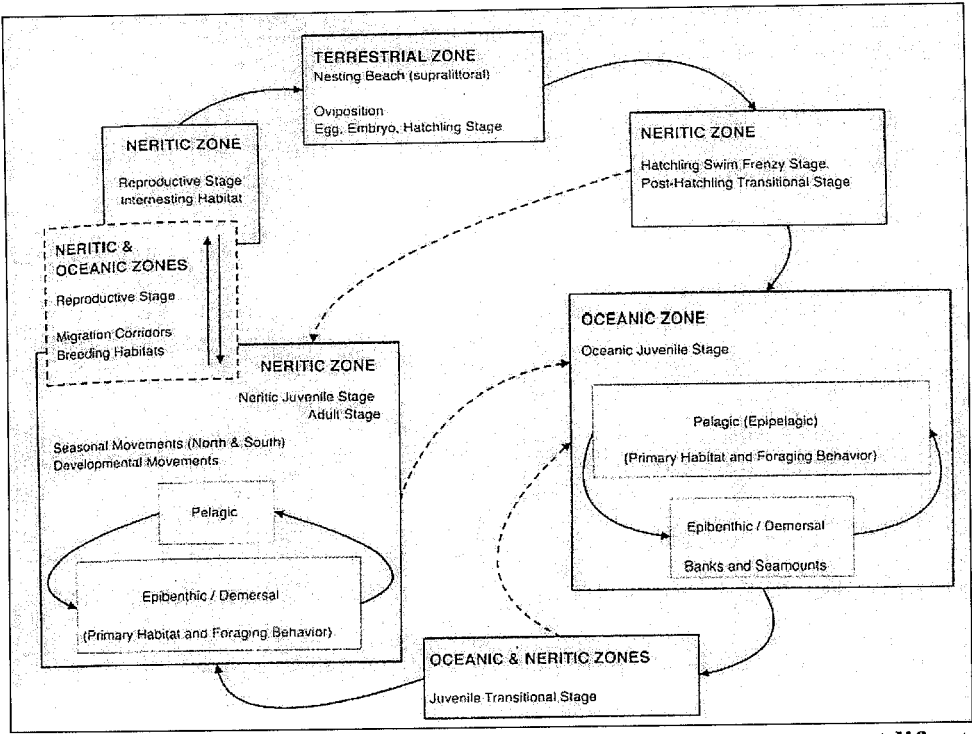 TERRESTRIAL ZONE
Nesting Beach (supralittoral)
Oviposition
Egg, Embryo, Hatchling Stage
NERITIC ZONE
Hatchling Swim Frenzy Stage,
Post-Hatchling Transitional Stage
NERITIC ZONE
Reproductive Stage
Internesting Habitat
NERITIC &
OCEANIC ZONES
Reproductive Stage
Migration Corridors
Breeding Habitats
OCEANIC ZONE
Oceanic Juvenile Stage
Pelagic (Epipelagic)
(Primary Habitat and Foraging Behavior)
Epibenthic / Demersal
Banks and Seamounts
NERITIC ZONE
Neritic Juvenile Stage
Adult Stage
Seasonal Movements (North & South)
Developmental Movements
Pelagic
Epibenthic / Demersal
(Primary Habitat and Foraging Behavior)
OCEANIC & NERITIC ZONES
Juvenile Transitional Stage